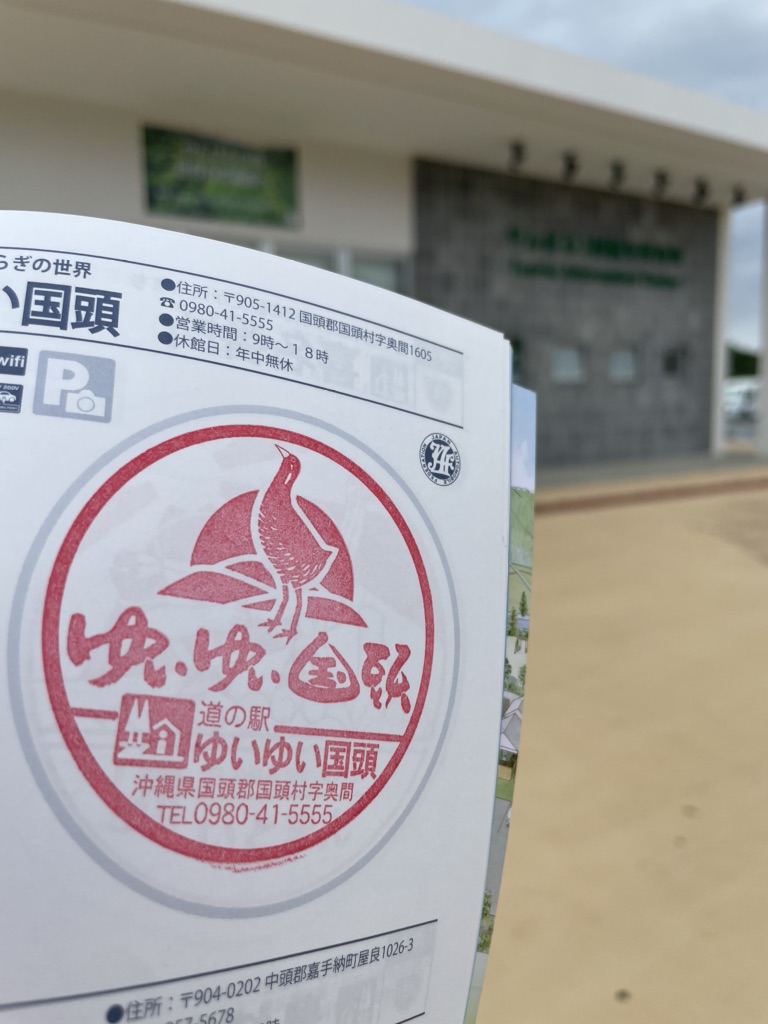 らぎの世界
い国頭
●住所：〒905-1412 国頭郡国頭村字奥間1605
☎ 0980-41-5555
●営業時間：9時～18時
●休館日：年中無休
wifi
P
ゆい・ゆい国頭
道の駅
ゆいゆい国頭
沖縄県国頭郡国頭村字奥間
TEL0980-41-5555
●住所：〒904-0202 中頭郡嘉手納町屋良1026-3
957-5678